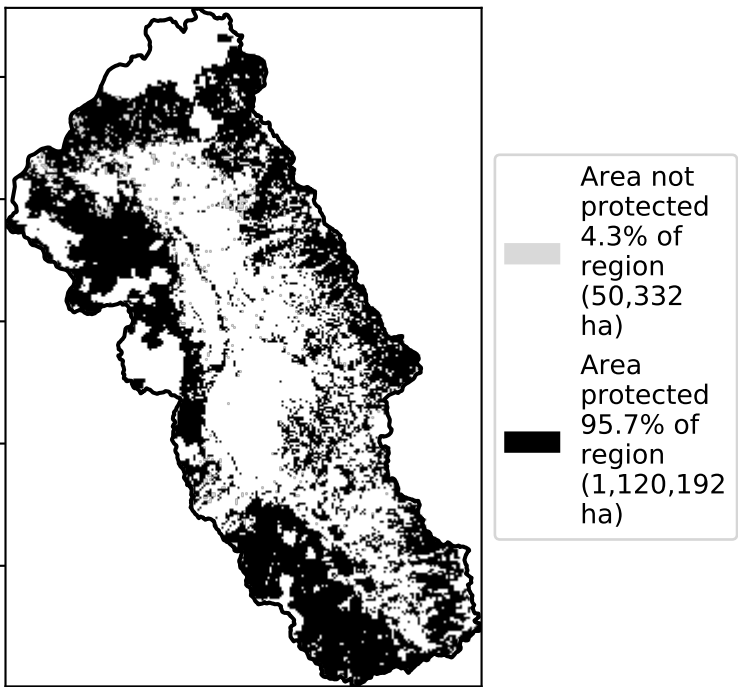 Area not
protected
4.3% of
region
(50,332
ha)
Area
protected
95.7% of
region
(1,120,192
ha)